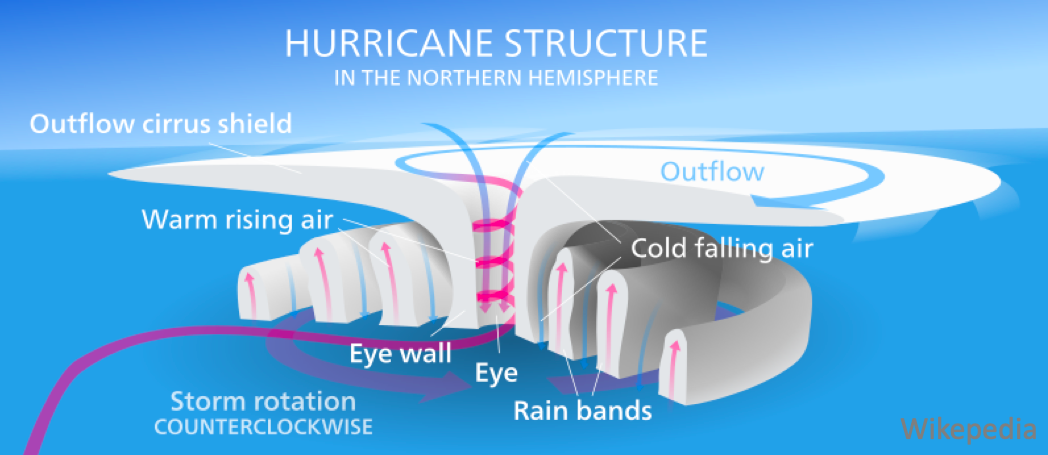 HURRICANE STRUCTURE
IN THE NORTHERN HEMISPHERE
Outflow cirrus shield
Outflow
Warm rising air
Cold falling air
Eye wall
Eye
Rain bands
Storm rotation
COUNTERCLOCKWISE
Wikepedia